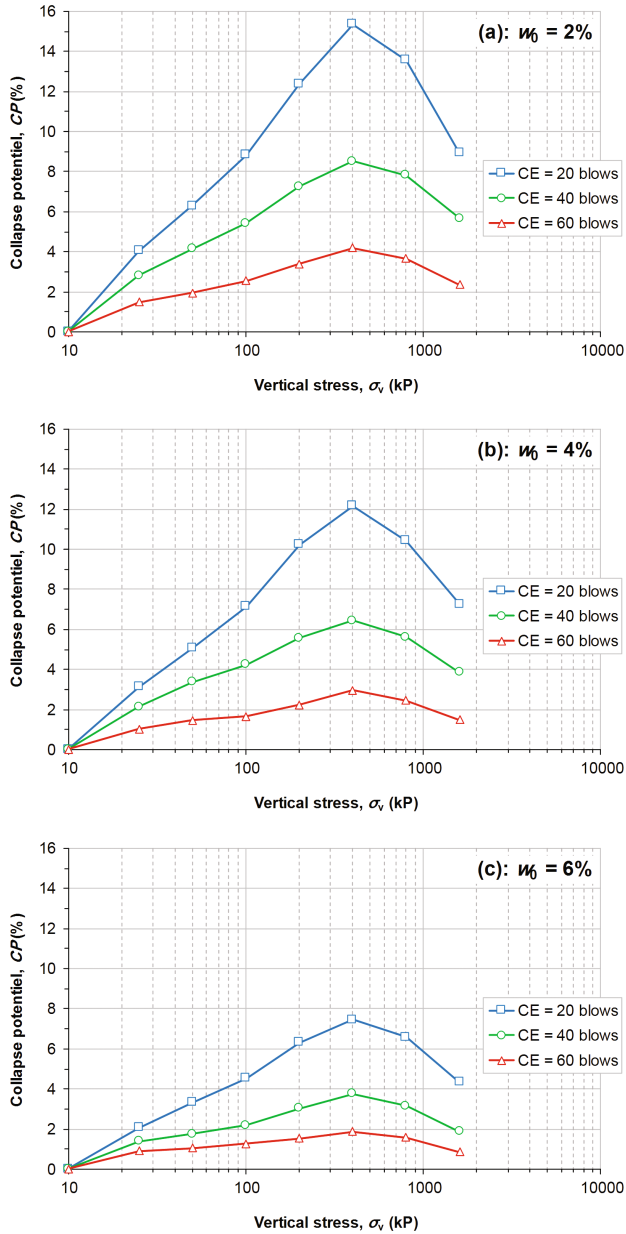 16
14
12
10
8
6
4
2
0
Collapse potentiel, CP(%)
(a): w₀ = 2%
CE = 20 blows
CE = 40 blows
CE = 60 blows
10
100
1000
10000
Vertical stress, σᵥ (kP)
16
14
12
10
8
6
4
2
0
Collapse potentiel, CP(%)
(b): w₀ = 4%
CE = 20 blows
CE = 40 blows
CE = 60 blows
10
100
1000
10000
Vertical stress, σᵥ (kP)
16
14
12
10
8
6
4
2
0
Collapse potentiel, CP(%)
(c): w₀ = 6%
CE = 20 blows
CE = 40 blows
CE = 60 blows
10
100
1000
10000
Vertical stress, σᵥ (kP)